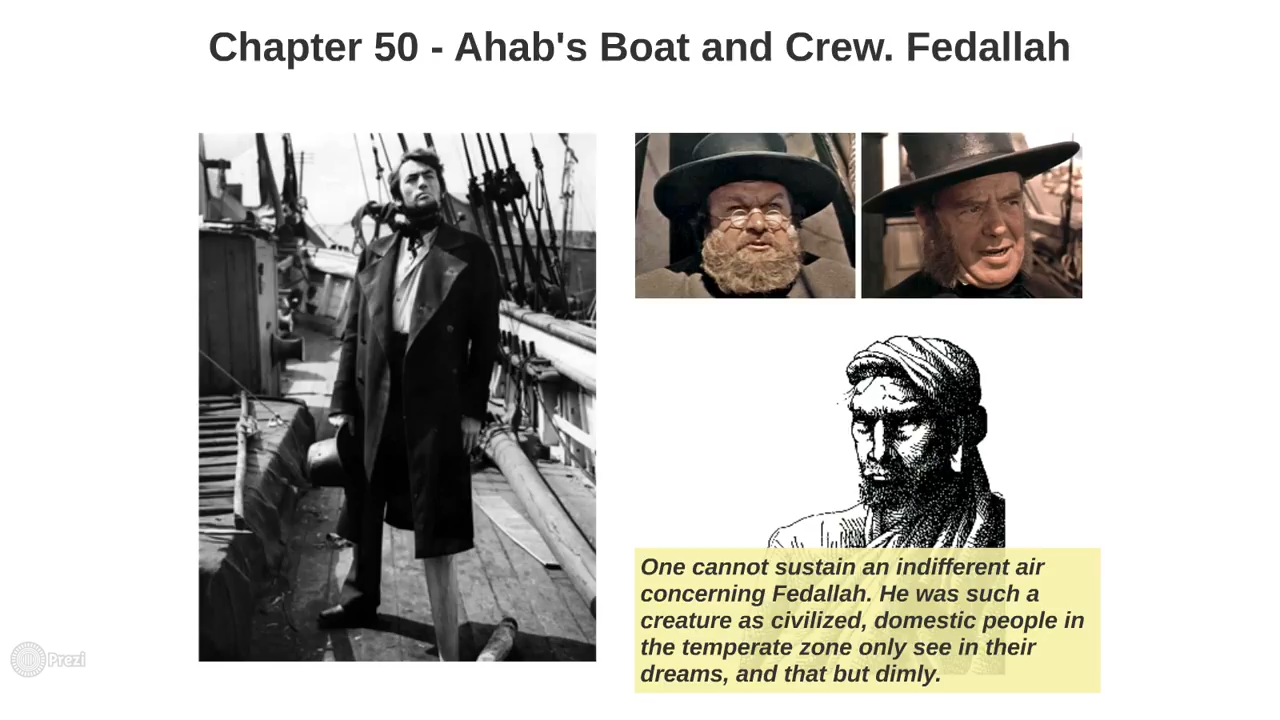 Chapter 50 - Ahab's Boat and Crew. Fedallah
One cannot sustain an indifferent air
concerning Fedallah. He was such a
creature as civilized, domestic people in
the temperate zone only see in their
dreams, and that but dimly.
Prezi